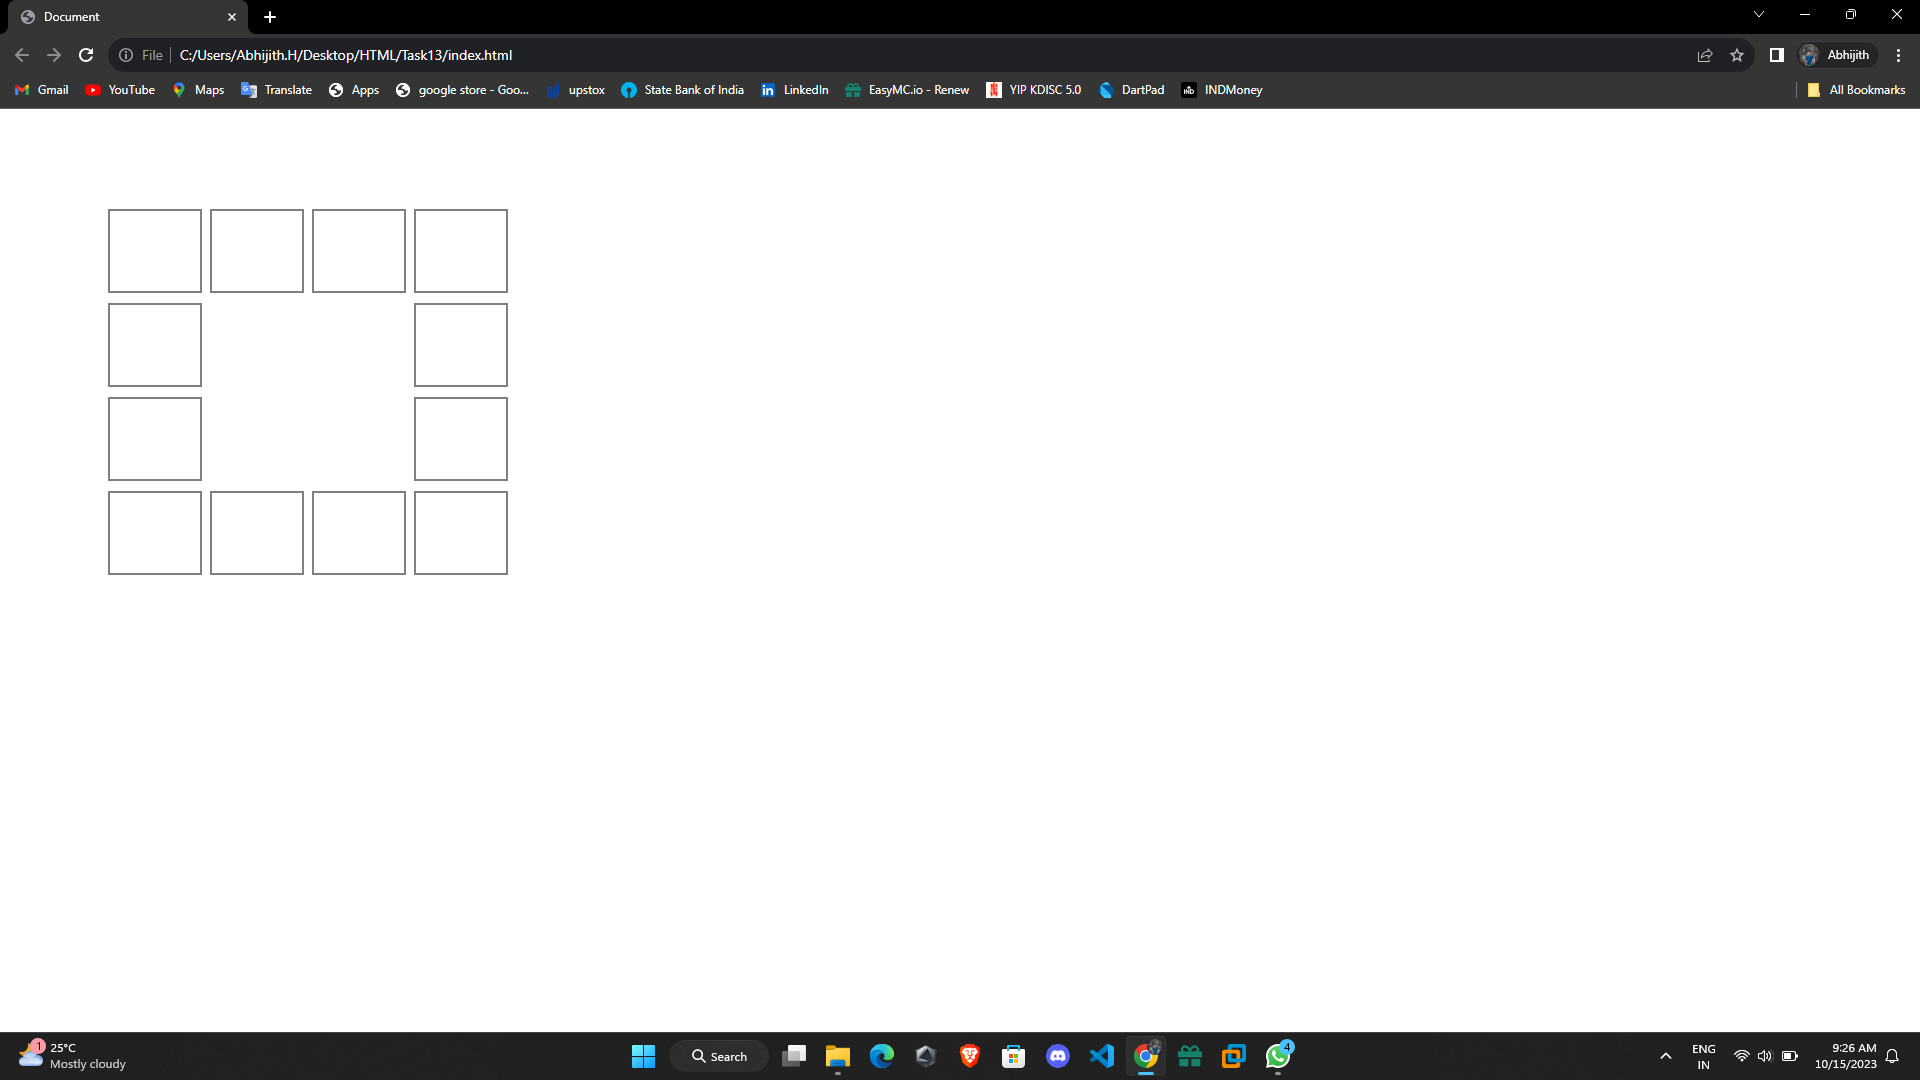 Document
File C:/Users/Abhijith.H/Desktop/HTML/Task13/index.html Abhijith
Gmail YouTube Maps Translate Apps google store - Goo... upstox State Bank of India LinkedIn EasyMC.io - Renew YIP KDISC 5.0 DartPad INDMoney All Bookmarks
1 25°C
Mostly cloudy
Search
4
ENG
IN
9:26 AM
10/15/2023